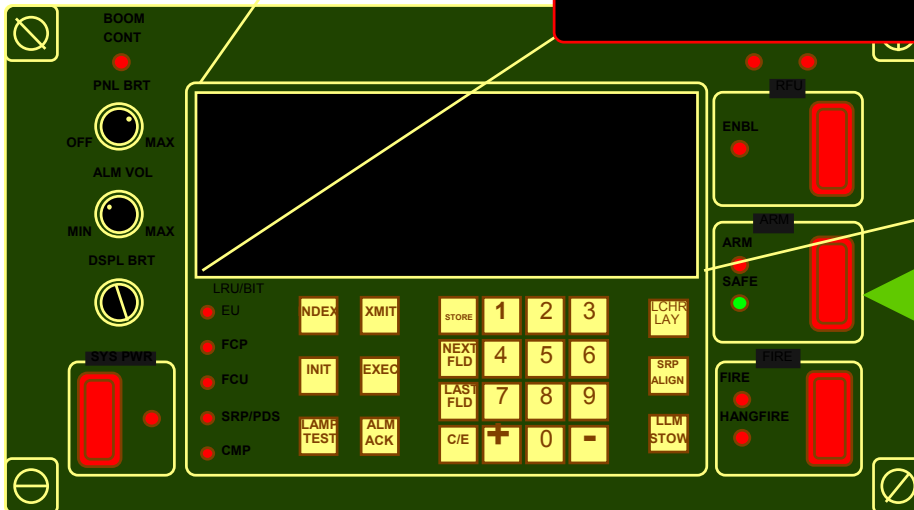 BOOM
CONT
PNL BRT
OFF MAX
ALM VOL
MIN MAX
DSPL BRT
SYS PWR
LRU/BIT
EU
FCP
FCU
SRP/PDS
CMP
NDEX XMIT
INIT EXEC
LAMP
TEST
ALM
ACK
STORE 1 2 3
NEXT
FLD
4 5 6
LAST
FLD
7 8 9
C/E + 0 -
LCHR
LAY
SRP
ALIGN
LLM
STOW
RFU
ENBL
ARM
ARM
SAFE
FIRE
FIRE
HANGFIRE